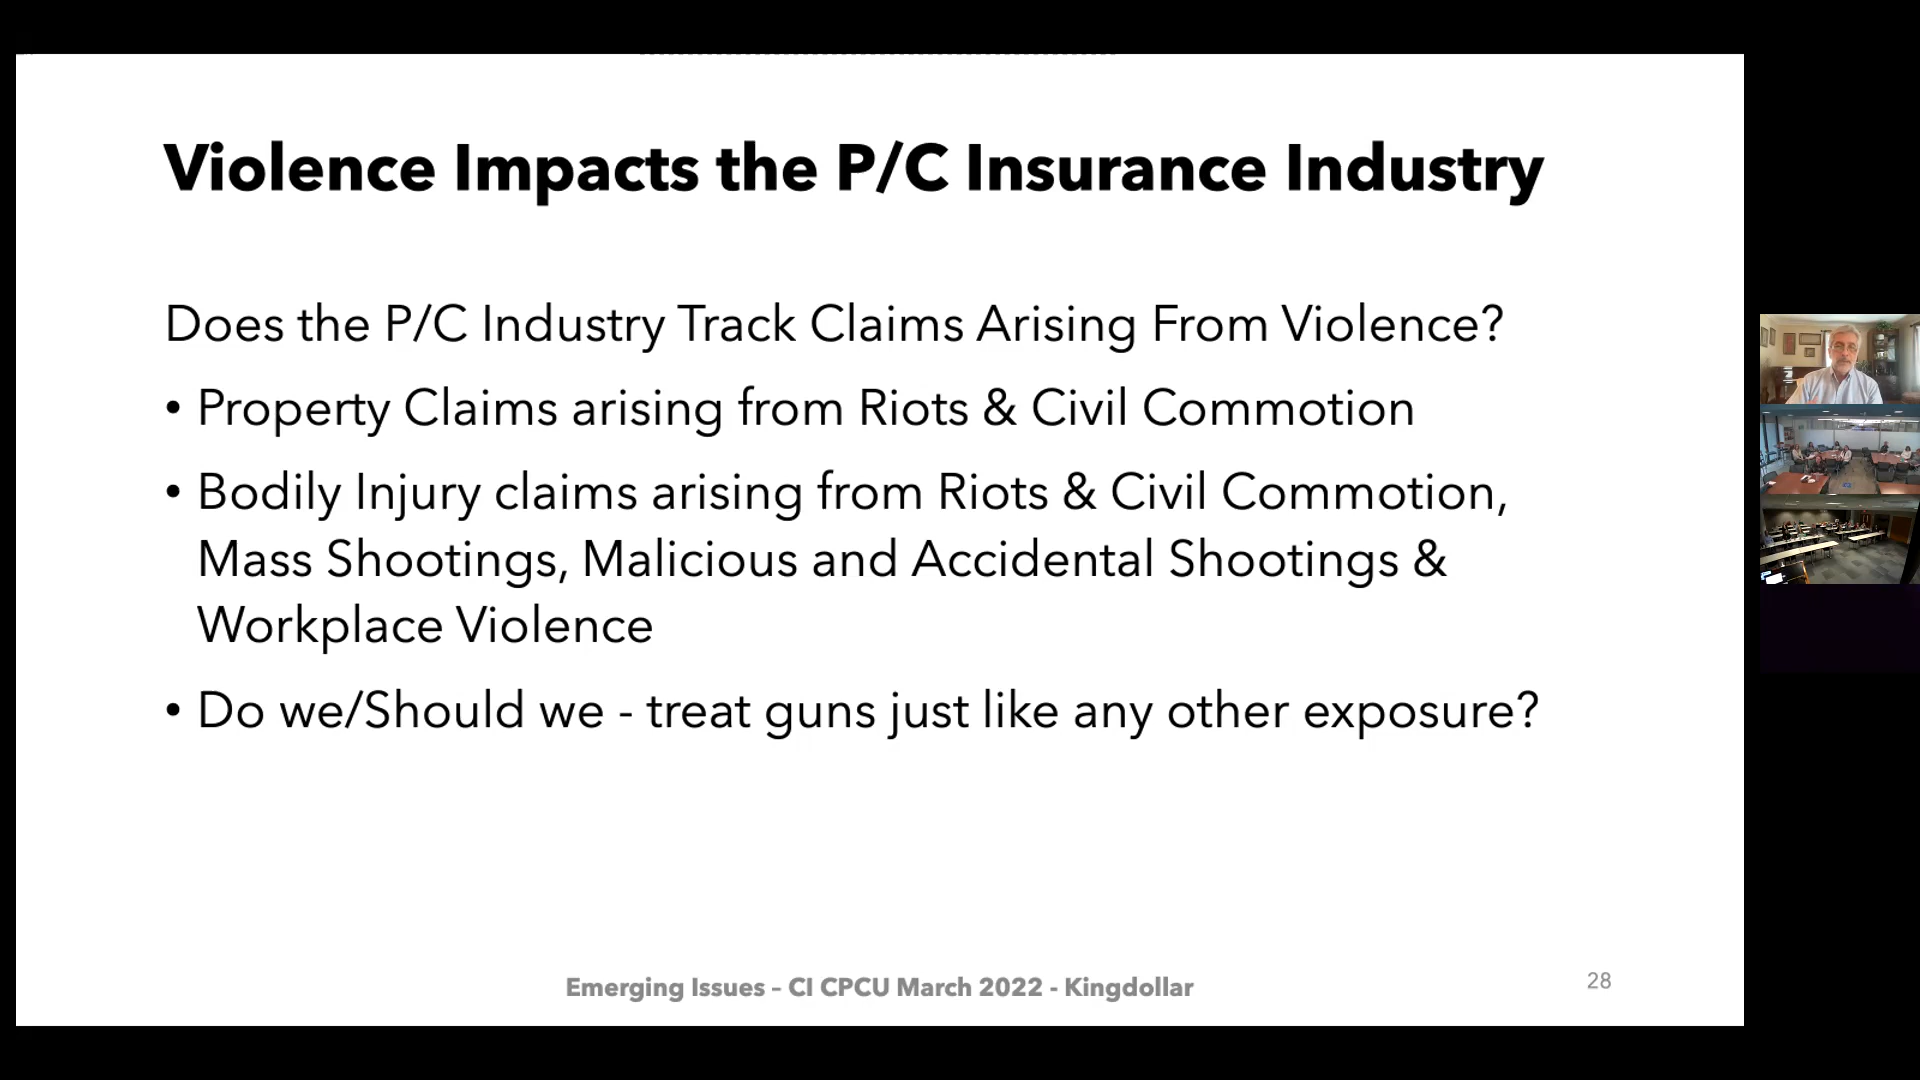 Violence Impacts the P/C Insurance Industry
Does the P/C Industry Track Claims Arising From Violence?
• Property Claims arising from Riots & Civil Commotion
• Bodily Injury claims arising from Riots & Civil Commotion,
Mass Shootings, Malicious and Accidental Shootings &
Workplace Violence
• Do we/Should we - treat guns just like any other exposure?
Emerging Issues – CI CPCU March 2022 - Kingdollar
28